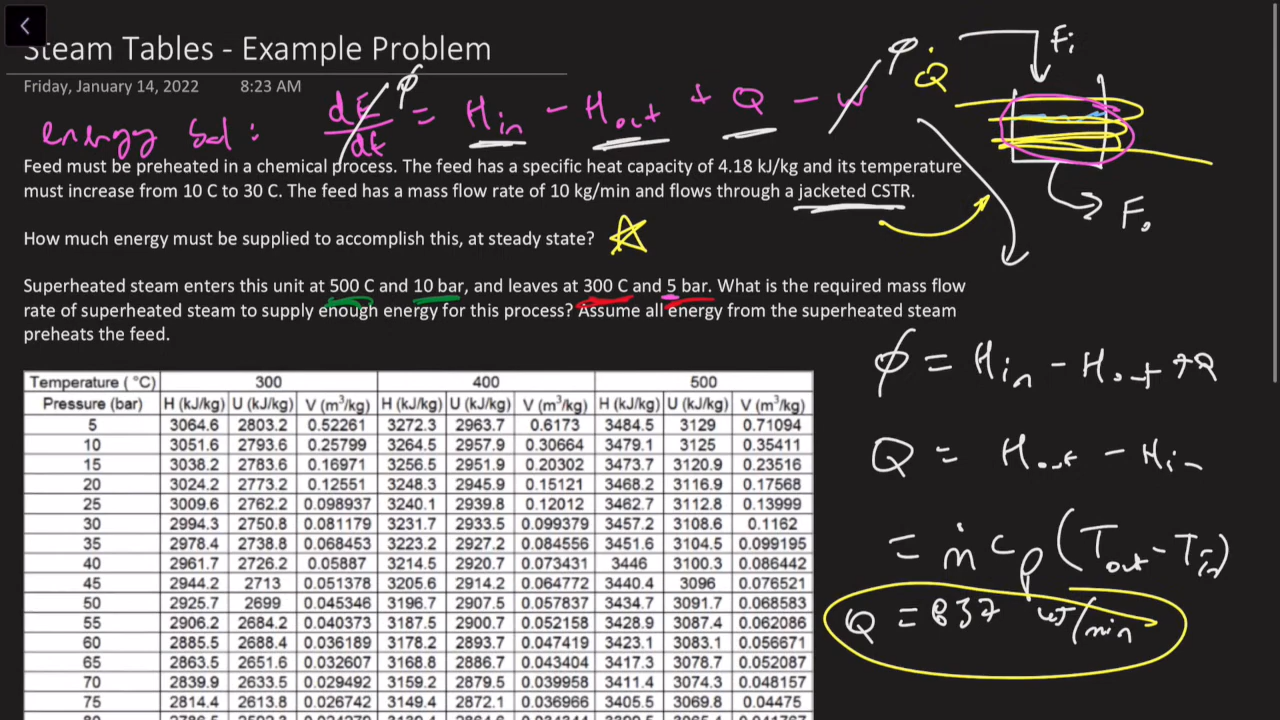 Steam Tables - Example Problem
Friday, January 14, 2022 8:23 AM
energy bal : dE/dt = Hin - Hout + Q - W
ϕ
ϕ
Q̇
Fi
Fo
Feed must be preheated in a chemical process. The feed has a specific heat capacity of 4.18 kJ/kg and its temperature
must increase from 10 C to 30 C. The feed has a mass flow rate of 10 kg/min and flows through a jacketed CSTR.
How much energy must be supplied to accomplish this, at steady state?
Superheated steam enters this unit at 500 C and 10 bar, and leaves at 300 C and 5 bar. What is the required mass flow
rate of superheated steam to supply enough energy for this process? Assume all energy from the superheated steam
preheats the feed.
ϕ = Hin - Hout + Q
Q = Hout - Hin
= ṁ cp (Tout - Tin)
Q = 837 kJ/min
Temperature ( °C) 300 400 500
Pressure (bar) H (kJ/kg) U (kJ/kg) V (m³/kg) H (kJ/kg) U (kJ/kg) V (m³/kg) H (kJ/kg) U (kJ/kg) V (m³/kg)
5 3064.6 2803.2 0.52261 3272.3 2963.7 0.6173 3484.5 3129 0.71094
10 3051.6 2793.6 0.25799 3264.5 2957.9 0.30664 3479.1 3125 0.35411
15 3038.2 2783.6 0.16971 3256.5 2951.9 0.20302 3473.7 3120.9 0.23516
20 3024.2 2773.2 0.12551 3248.3 2945.9 0.15121 3468.2 3116.9 0.17568
25 3009.6 2762.2 0.098937 3240.1 2939.8 0.12012 3462.7 3112.8 0.13999
30 2994.3 2750.8 0.081179 3231.7 2933.5 0.099379 3457.2 3108.6 0.1162
35 2978.4 2738.8 0.068453 3223.2 2927.2 0.084556 3451.6 3104.5 0.099195
40 2961.7 2726.2 0.05887 3214.5 2920.7 0.073431 3446 3100.3 0.086442
45 2944.2 2713 0.051378 3205.6 2914.2 0.064772 3440.4 3096 0.076521
50 2925.7 2699 0.045346 3196.7 2907.5 0.057837 3434.7 3091.7 0.068583
55 2906.2 2684.2 0.040373 3187.5 2900.7 0.052158 3428.9 3087.4 0.062086
60 2885.5 2668.4 0.036189 3178.2 2893.7 0.047419 3423.1 3083.1 0.056671
65 2863.5 2651.6 0.032607 3168.8 2886.7 0.043404 3417.3 3078.7 0.052087
70 2839.9 2633.5 0.029492 3159.2 2879.5 0.039958 3411.4 3074.3 0.048157
75 2814.4 2613.8 0.026742 3149.4 2872.1 0.036966 3405.5 3069.8 0.04475